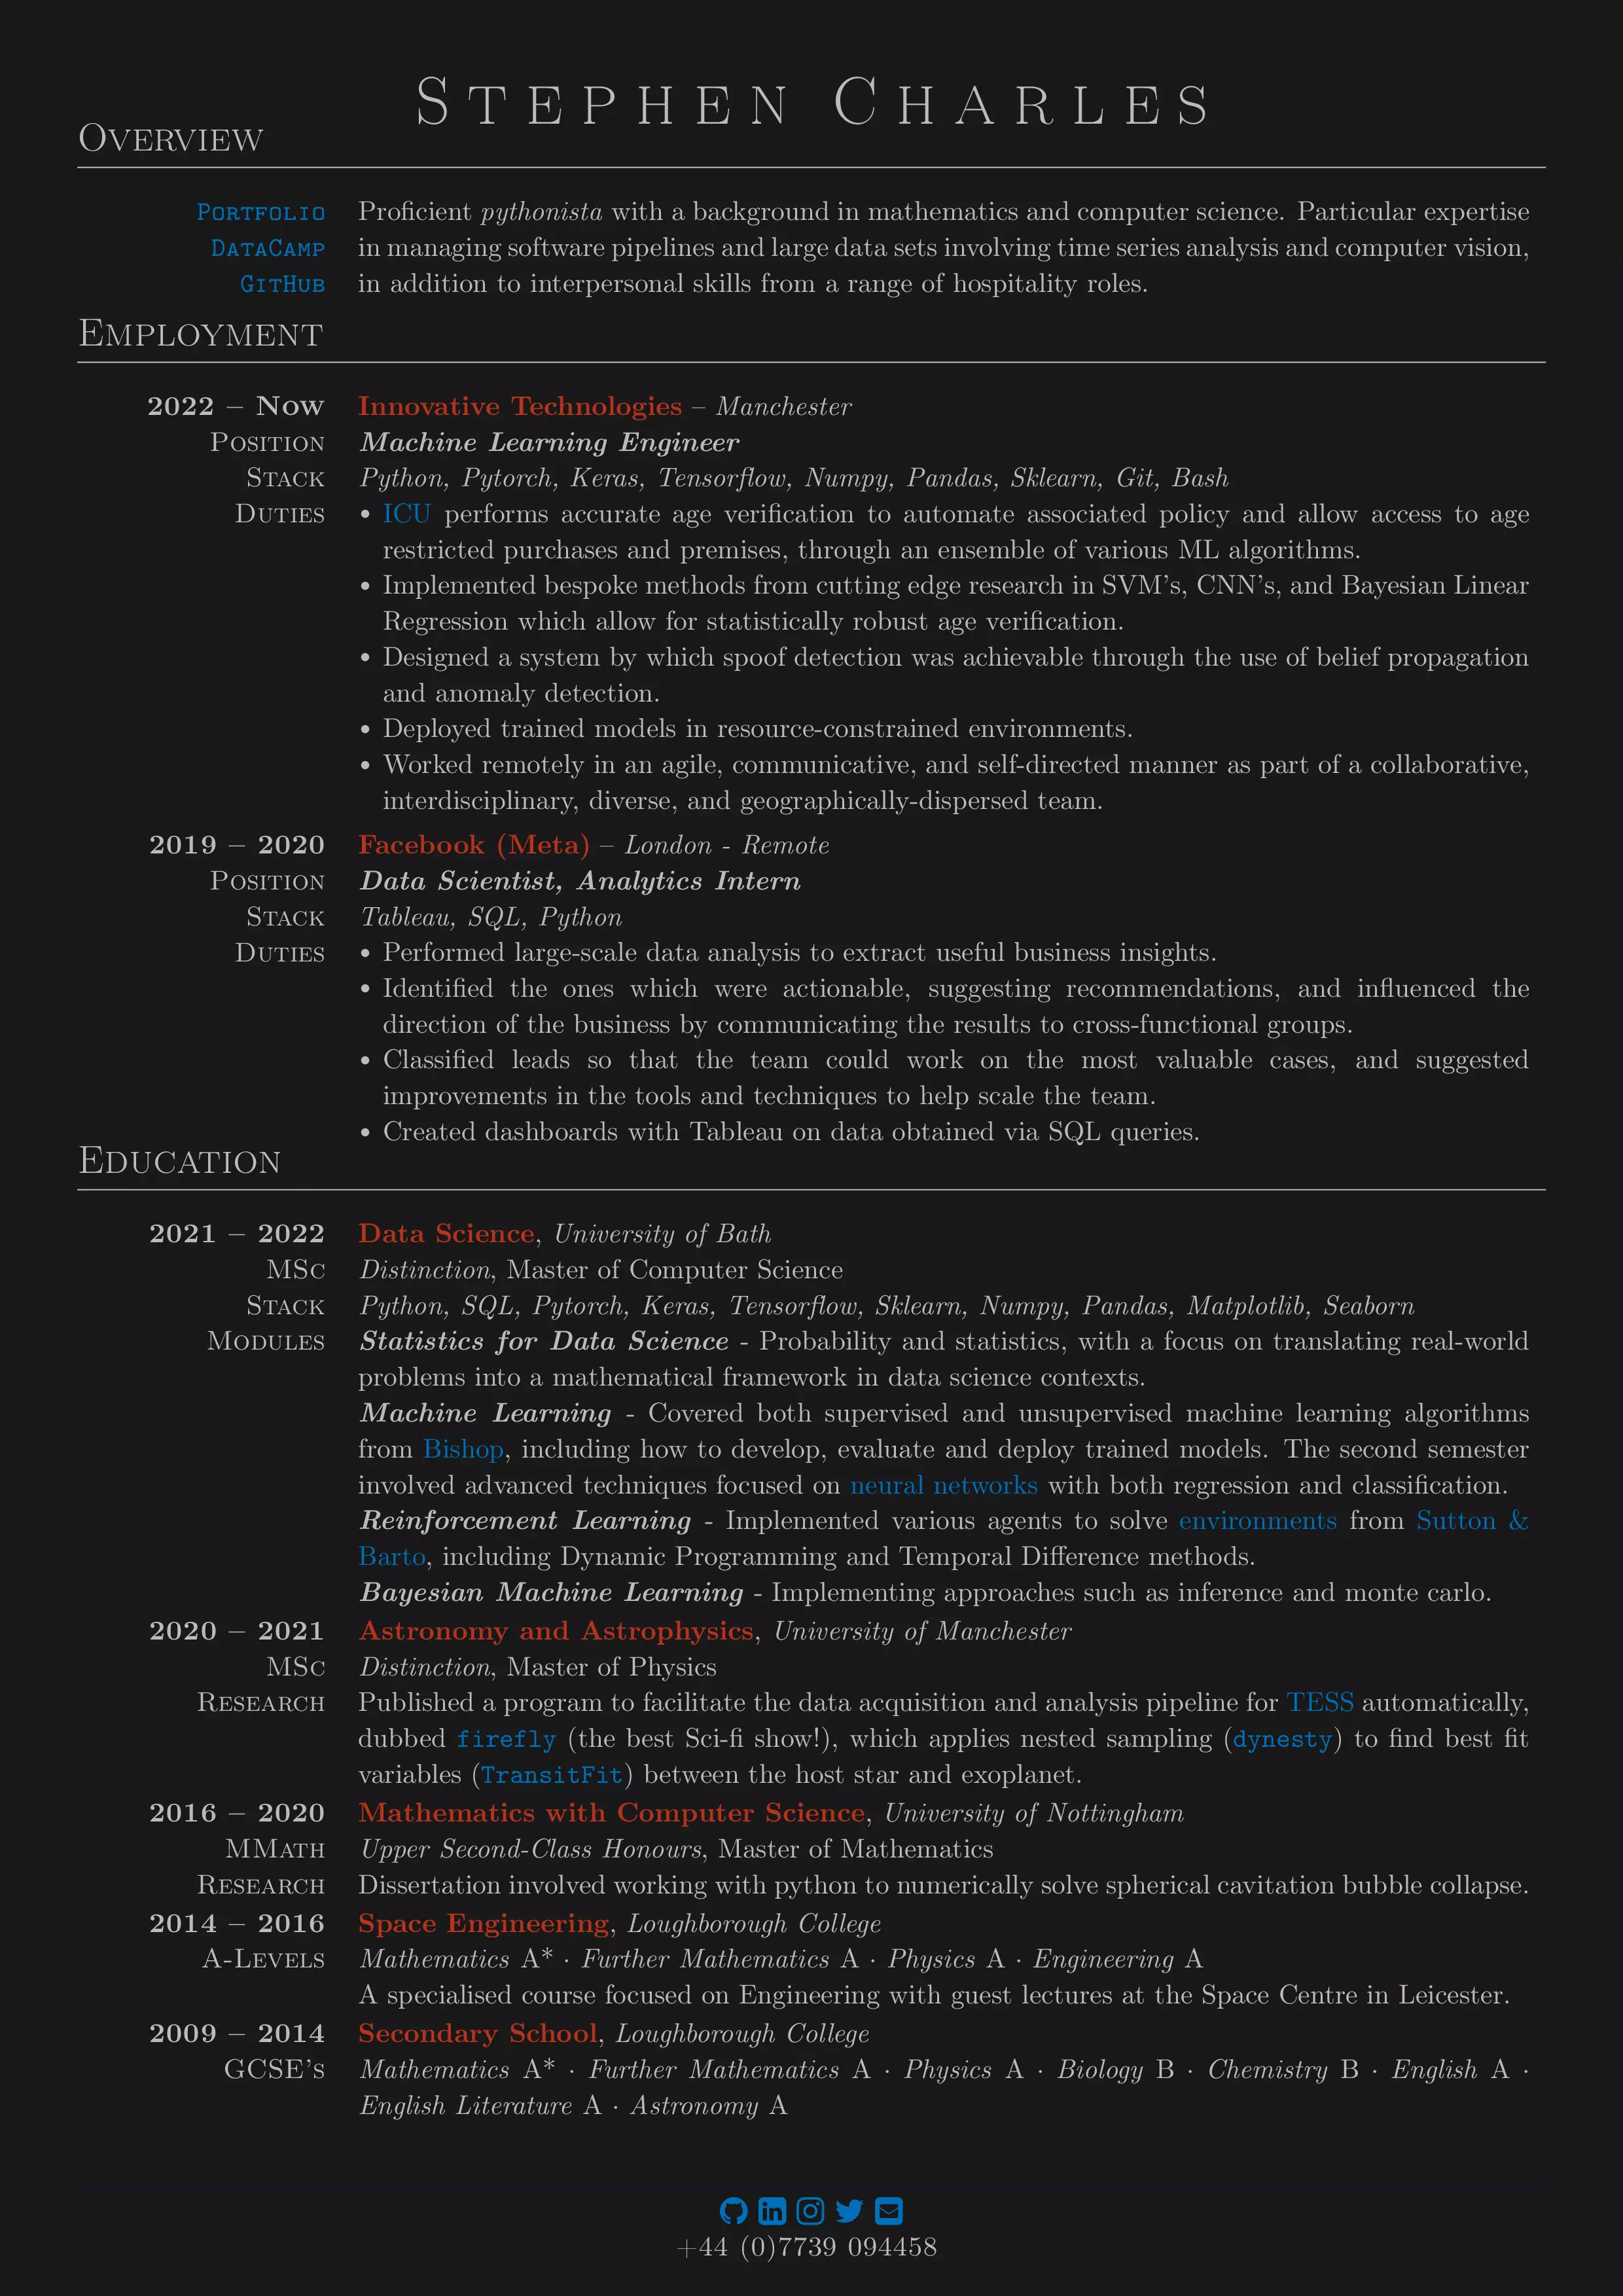 Stephen Charles
Overview
Portfolio
DataCamp
GitHub
Proficient pythonista with a background in mathematics and computer science. Particular expertise
in managing software pipelines and large data sets involving time series analysis and computer vision,
in addition to interpersonal skills from a range of hospitality roles.
Employment
2022 – Now Innovative Technologies – Manchester
Position Machine Learning Engineer
Stack Python, Pytorch, Keras, Tensorflow, Numpy, Pandas, Sklearn, Git, Bash
Duties • ICU performs accurate age verification to automate associated policy and allow access to age
restricted purchases and premises, through an ensemble of various ML algorithms.
• Implemented bespoke methods from cutting edge research in SVM's, CNN's, and Bayesian Linear
Regression which allow for statistically robust age verification.
• Designed a system by which spoof detection was achievable through the use of belief propagation
and anomaly detection.
• Deployed trained models in resource-constrained environments.
• Worked remotely in an agile, communicative, and self-directed manner as part of a collaborative,
interdisciplinary, diverse, and geographically-dispersed team.
2019 – 2020 Facebook (Meta) – London - Remote
Position Data Scientist, Analytics Intern
Stack Tableau, SQL, Python
Duties • Performed large-scale data analysis to extract useful business insights.
• Identified the ones which were actionable, suggesting recommendations, and influenced the
direction of the business by communicating the results to cross-functional groups.
• Classified leads so that the team could work on the most valuable cases, and suggested
improvements in the tools and techniques to help scale the team.
• Created dashboards with Tableau on data obtained via SQL queries.
Education
2021 – 2022 Data Science, University of Bath
MSc Distinction, Master of Computer Science
Stack Python, SQL, Pytorch, Keras, Tensorflow, Sklearn, Numpy, Pandas, Matplotlib, Seaborn
Modules Statistics for Data Science - Probability and statistics, with a focus on translating real-world
problems into a mathematical framework in data science contexts.
Machine Learning - Covered both supervised and unsupervised machine learning algorithms
from Bishop, including how to develop, evaluate and deploy trained models. The second semester
involved advanced techniques focused on neural networks with both regression and classification.
Reinforcement Learning - Implemented various agents to solve environments from Sutton &
Barto, including Dynamic Programming and Temporal Difference methods.
Bayesian Machine Learning - Implementing approaches such as inference and monte carlo.
2020 – 2021 Astronomy and Astrophysics, University of Manchester
MSc Distinction, Master of Physics
Research Published a program to facilitate the data acquisition and analysis pipeline for TESS automatically,
dubbed firefly (the best Sci-fi show!), which applies nested sampling (dynesty) to find best fit
variables (TransitFit) between the host star and exoplanet.
2016 – 2020 Mathematics with Computer Science, University of Nottingham
MMath Upper Second-Class Honours, Master of Mathematics
Research Dissertation involved working with python to numerically solve spherical cavitation bubble collapse.
2014 – 2016 Space Engineering, Loughborough College
A-Levels Mathematics A* · Further Mathematics A · Physics A · Engineering A
A specialised course focused on Engineering with guest lectures at the Space Centre in Leicester.
2009 – 2014 Secondary School, Loughborough College
GCSE's Mathematics A* · Further Mathematics A · Physics A · Biology B · Chemistry B · English A ·
English Literature A · Astronomy A
+44 (0)7739 094458